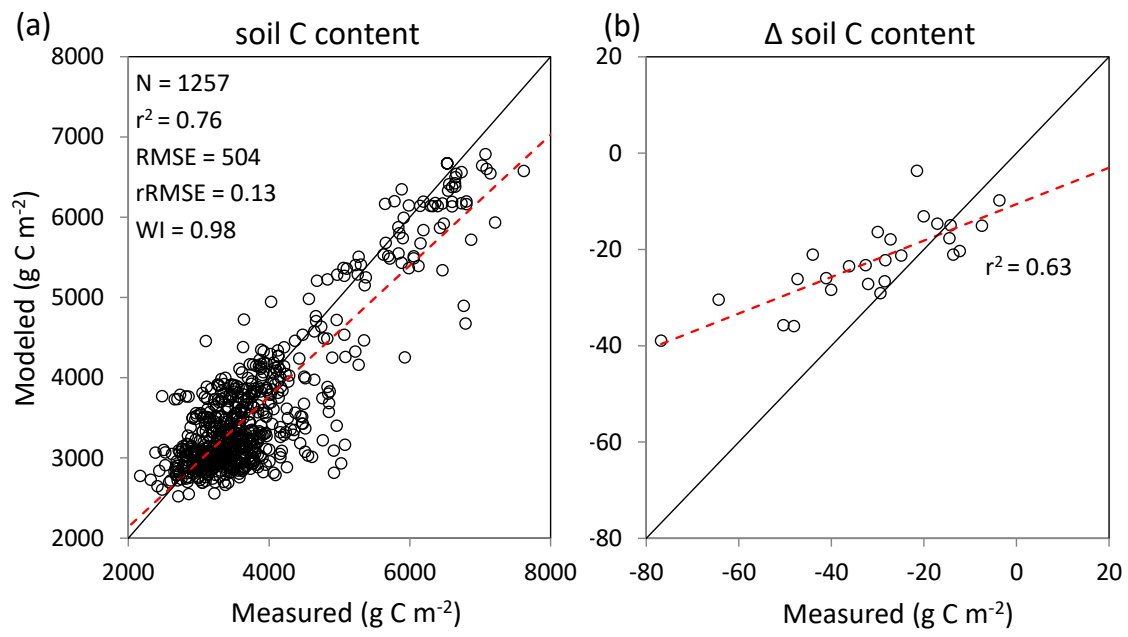 (a)
soil C content
8000
7000
6000
5000
4000
3000
2000
N = 1257
r² = 0.76
RMSE = 504
rRMSE = 0.13
WI = 0.98
Modeled (g C m⁻²)
2000
4000
6000
8000
Measured (g C m⁻²)
(b)
Δ soil C content
20
0
-20
-40
-60
-80
r² = 0.63
-80
-60
-40
-20
0
20
Measured (g C m⁻²)